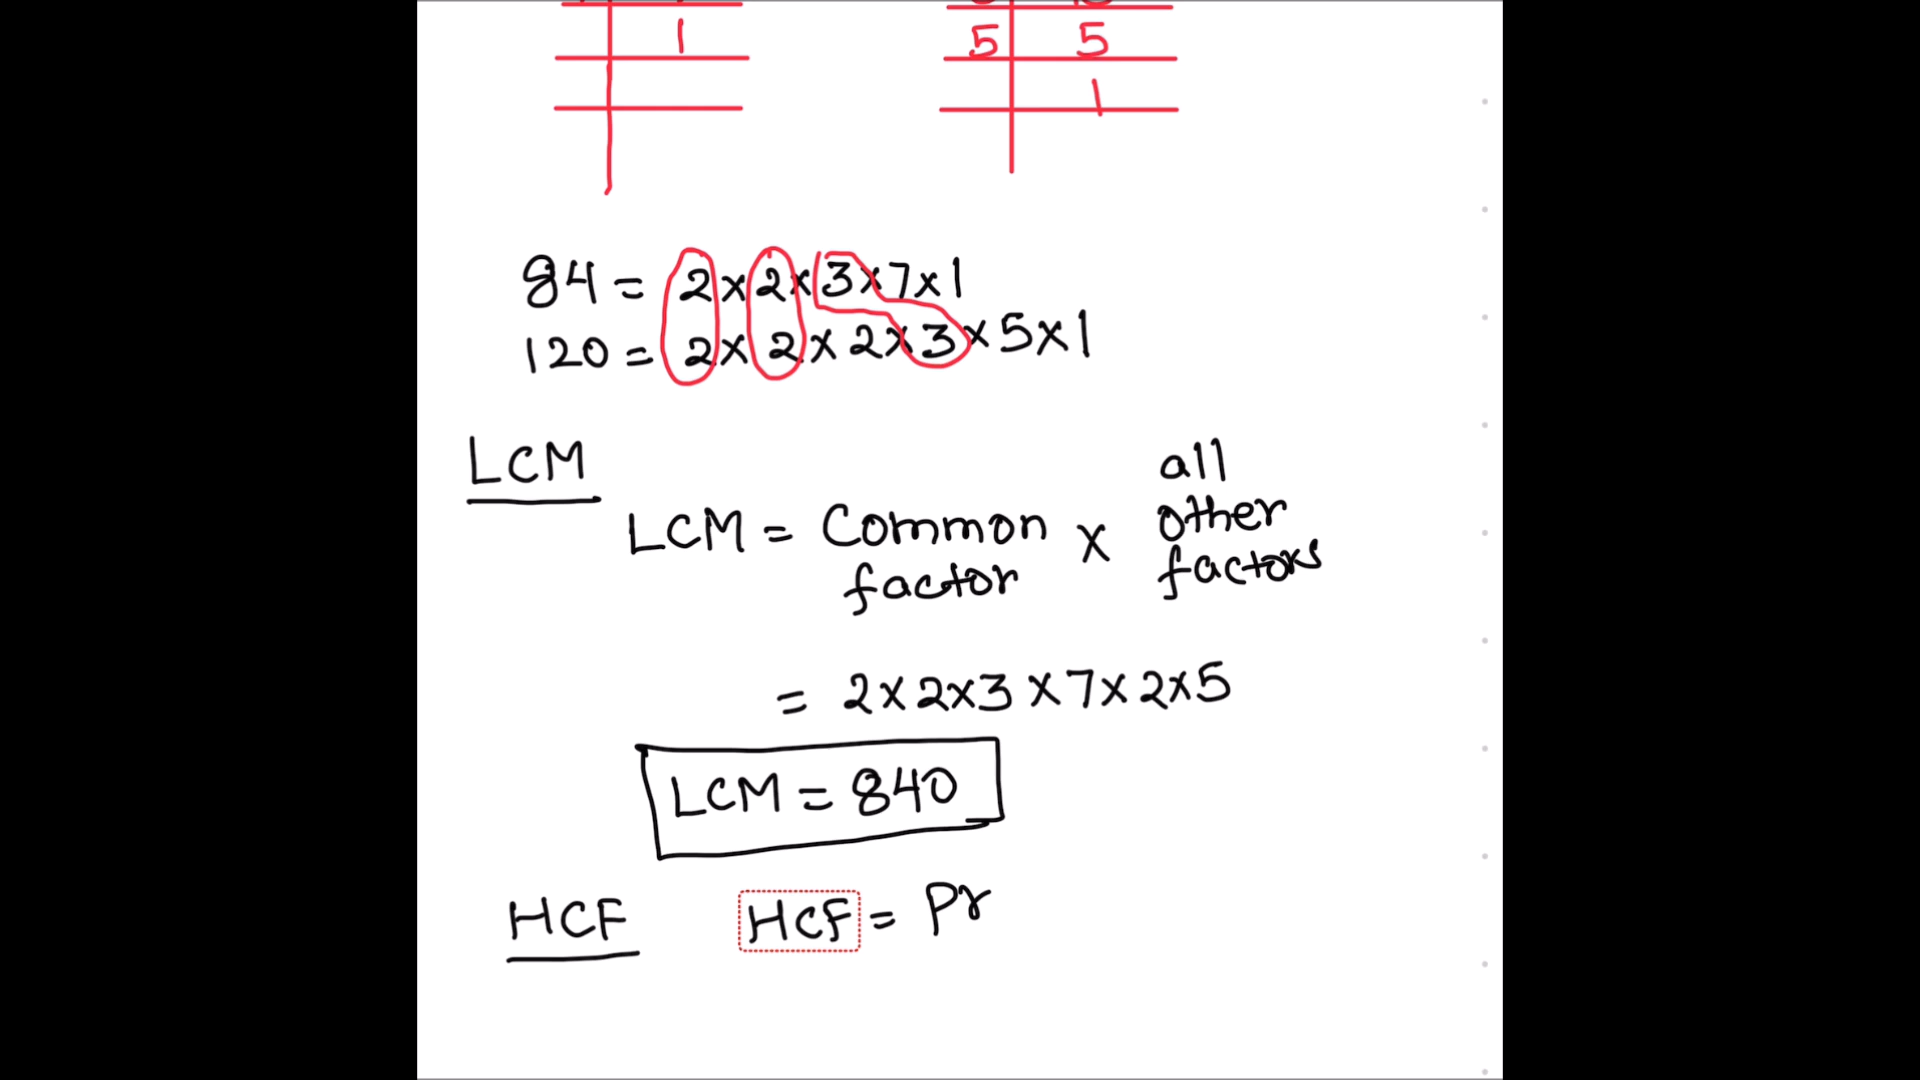 1
5 5
1
84 = 2×2×3×7×1
120 = 2× 2× 2×3×5×1
LCM
LCM = Common factor × all other factors
= 2×2×3×7×2×5
LCM = 840
HCF HCF = Pr